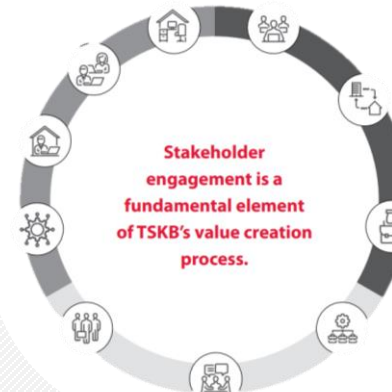 Stakeholder
engagement is a
fundamental element
of TSKB's value creation
process.